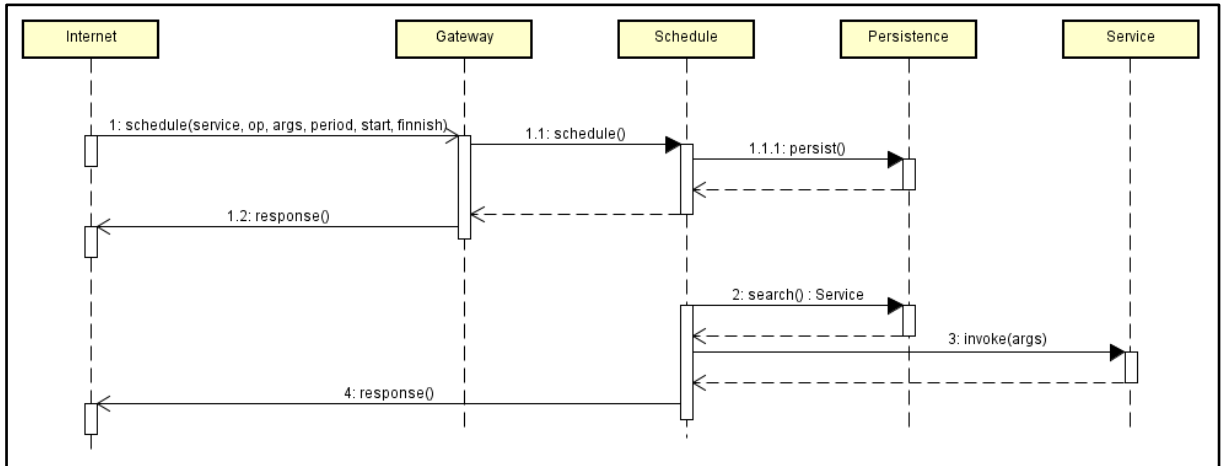 Internet
Gateway
Schedule
Persistence
Service
1: schedule(service, op, args, period, start, finnish)
1.1: schedule()
1.1.1: persist()
1.2: response()
2: search() : Service
3: invoke(args)
4: response()